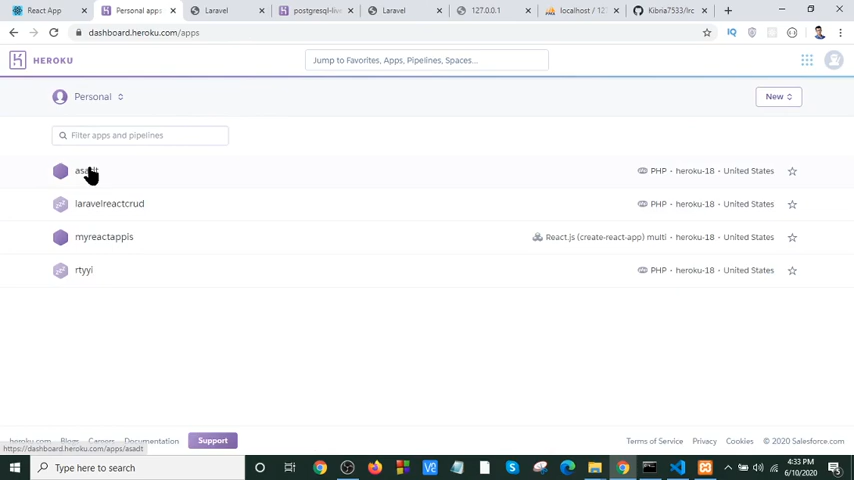 React App
Personal apps
Laravel
postgresql-
Laravel
127.0.0.1
localhost / 12
Kibria7533/lrc
dashboard.heroku.com/apps
IQ
HEROKU
Jump to Favorites, Apps, Pipelines, Spaces...
Personal
New
Filter apps and pipelines
PHP · heroku-18 · United States
laravelreactcrud
PHP · heroku-18 · United States
myreactappis
React.js (create-react-app) multi · heroku-18 · United States
rtyyi
PHP · heroku-18 · United States
heroku.com Blogs Careers Documentation Support
Terms of Service Privacy Cookies © 2020 Salesforce.com
https://dashboard.heroku.com/apps/asadt
Type here to search
4:33 PM
6/10/2020